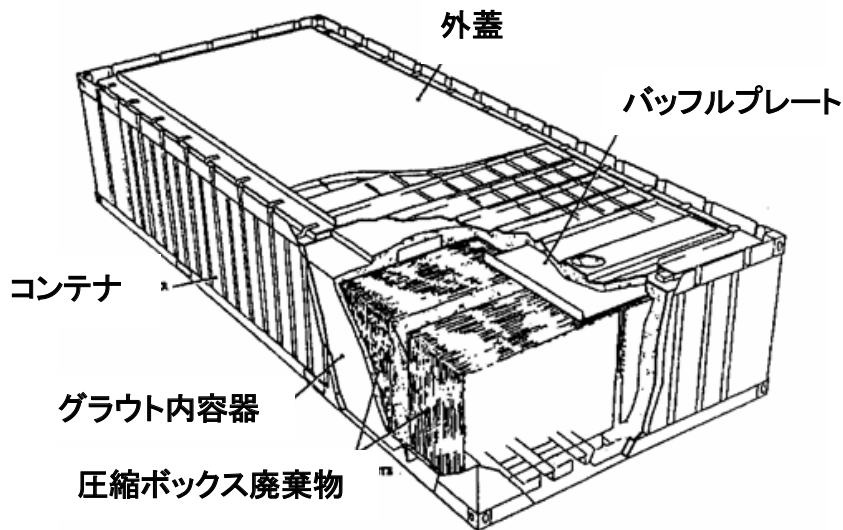 外蓋
バッフルプレート
コンテナ
グラウト内容器
圧縮ボックス廃棄物